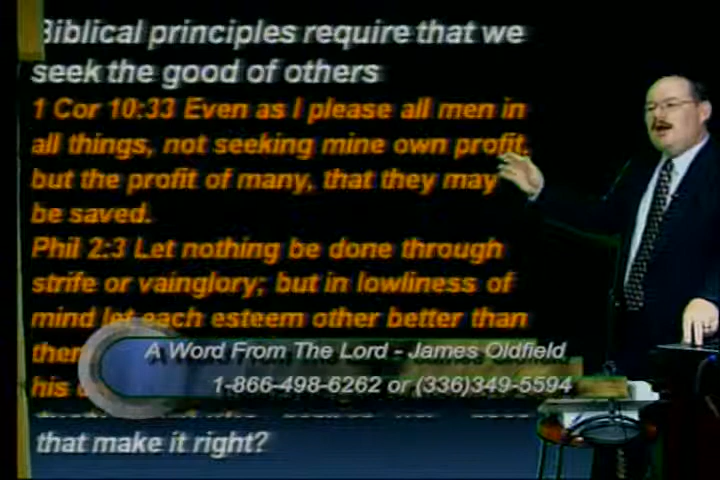 Biblical principles require that we
seek the good of others
1 Cor 10:33 Even as I please all men in
all things, not seeking mine own profit,
but the profit of many, that they may
be saved.
Phil 2:3 Let nothing be done through
strife or vainglory; but in lowliness of
mind let each esteem other better than
A Word From The Lord - James Oldfield
his
1-866-498-6262 or (336)349-5594
that make it right?